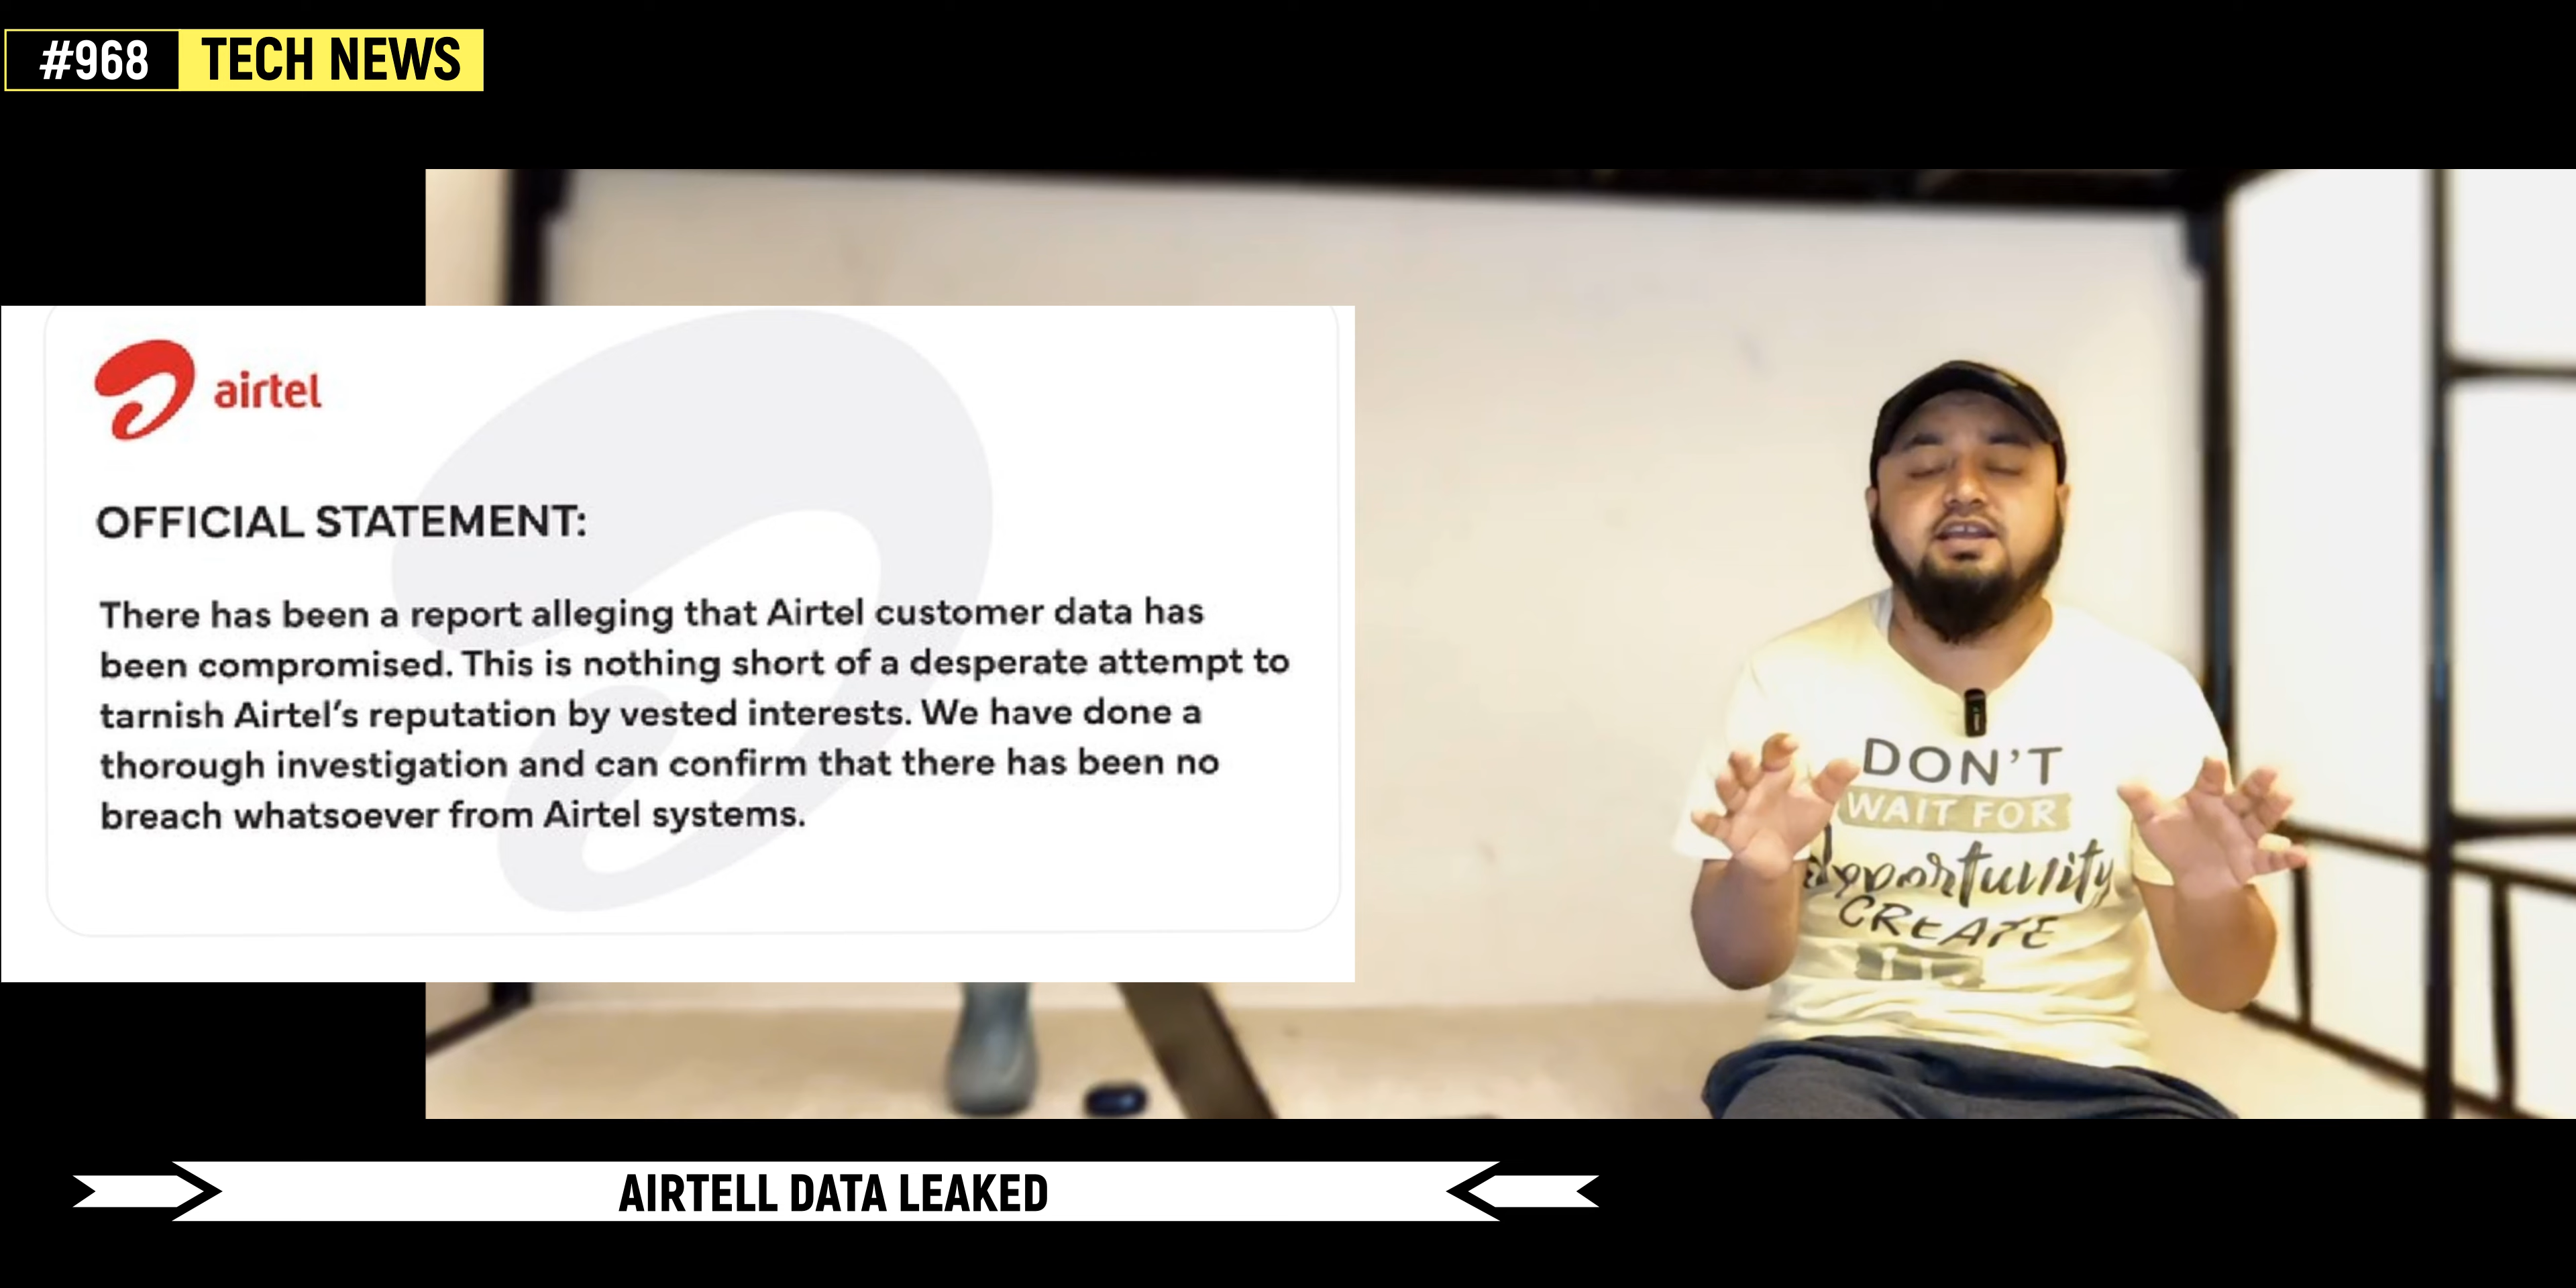 #968 TECH NEWS
airtel
OFFICIAL STATEMENT:
There has been a report alleging that Airtel customer data has
been compromised. This is nothing short of a desperate attempt to
tarnish Airtel's reputation by vested interests. We have done a
thorough investigation and can confirm that there has been no
breach whatsoever from Airtel systems.
DON'T
WAIT FOR
Opportunity
CREATE
IT.
AIRTELL DATA LEAKED